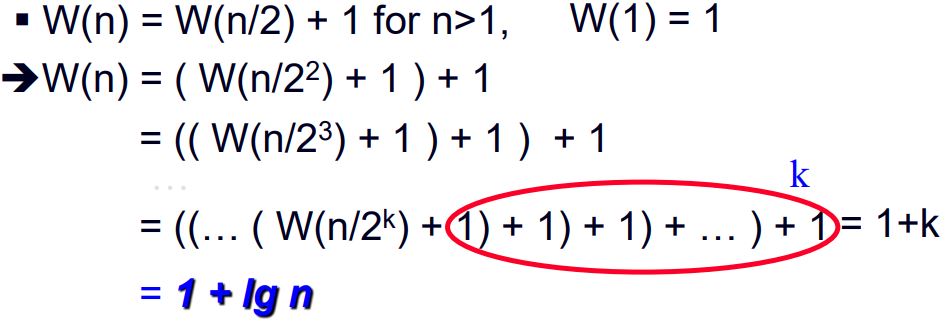 ▪ W(n) = W(n/2) + 1 for n>1, W(1) = 1
➔W(n) = ( W(n/2²) + 1 ) + 1
= (( W(n/2³) + 1 ) + 1 ) + 1
…
k
= ((… ( W(n/2ᵏ) + 1) + 1) + 1) + … ) + 1 = 1+k
= 1 + lg n